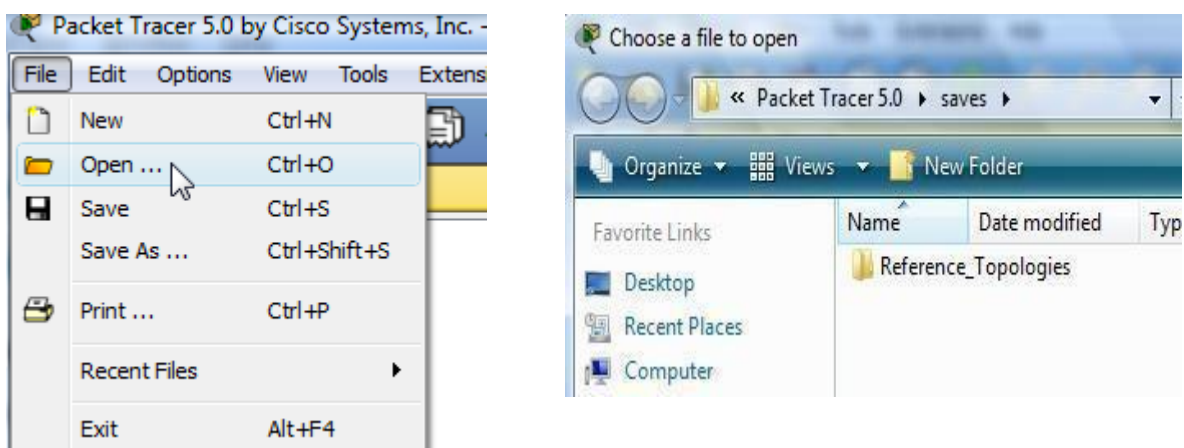 Packet Tracer 5.0 by Cisco Systems, Inc. -
File Edit Options View Tools Extens
New Ctrl+N
Open ... Ctrl+O
Save Ctrl+S
Save As ... Ctrl+Shift+S
Print ... Ctrl+P
Recent Files
Exit Alt+F4
Choose a file to open
« Packet Tracer 5.0 ▸ saves ▸
Organize Views New Folder
Favorite Links
Name Date modified Typ
Reference_Topologies
Desktop
Recent Places
Computer